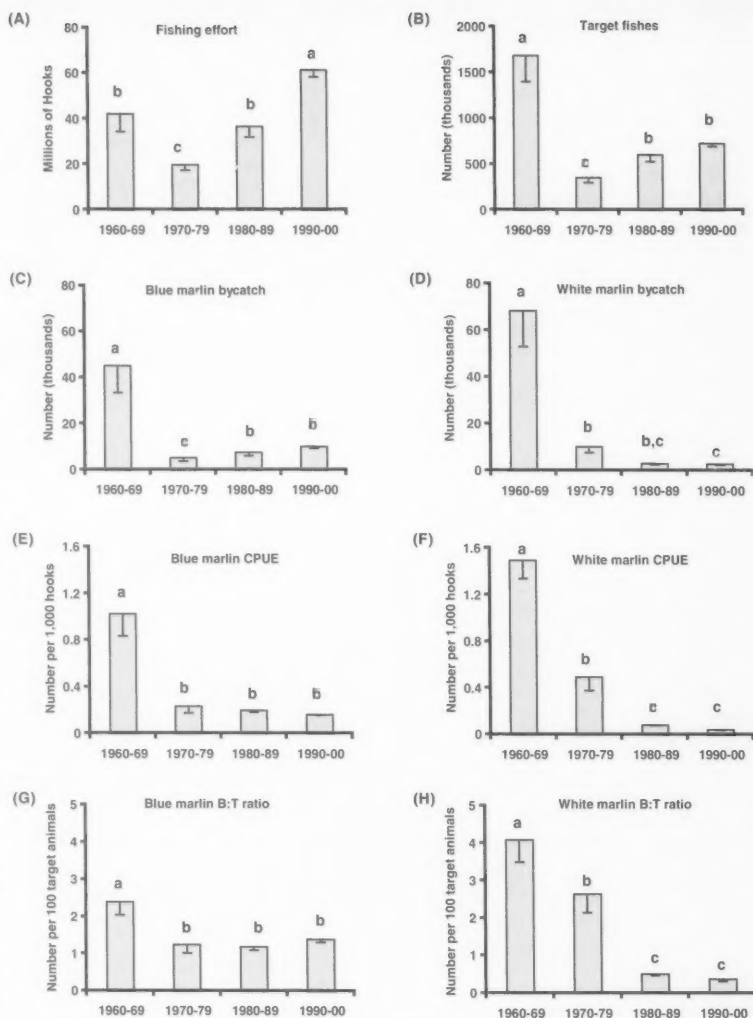 (A)
Fishing effort
Millions of Hooks
80
60
40
20
0
b
c
b
a
1960-69 1970-79 1980-89 1990-00
(B)
Target fishes
Number (thousands)
2000
1500
1000
500
0
a
c
b
b
1960-69 1970-79 1980-89 1990-00
(C)
Blue marlin bycatch
Number (thousands)
80
60
40
20
0
a
c
b
b
1960-69 1970-79 1980-89 1990-00
(D)
White marlin bycatch
Number (thousands)
80
60
40
20
0
a
b
b,c
c
1960-69 1970-79 1980-89 1990-00
(E)
Blue marlin CPUE
Number per 1,000 hooks
1.6
1.2
0.8
0.4
0
a
b
b
b
1960-69 1970-79 1980-89 1990-00
(F)
White marlin CPUE
Number per 1,000 hooks
1.6
1.2
0.8
0.4
0
a
b
c
c
1960-69 1970-79 1980-89 1990-00
(G)
Blue marlin B:T ratio
Number per 100 target animals
5
4
3
2
1
0
a
b
b
b
1960-69 1970-79 1980-89 1990-00
(H)
White marlin B:T ratio
Number per 100 target animals
5
4
3
2
1
0
a
b
c
c
1960-69 1970-79 1980-89 1990-00